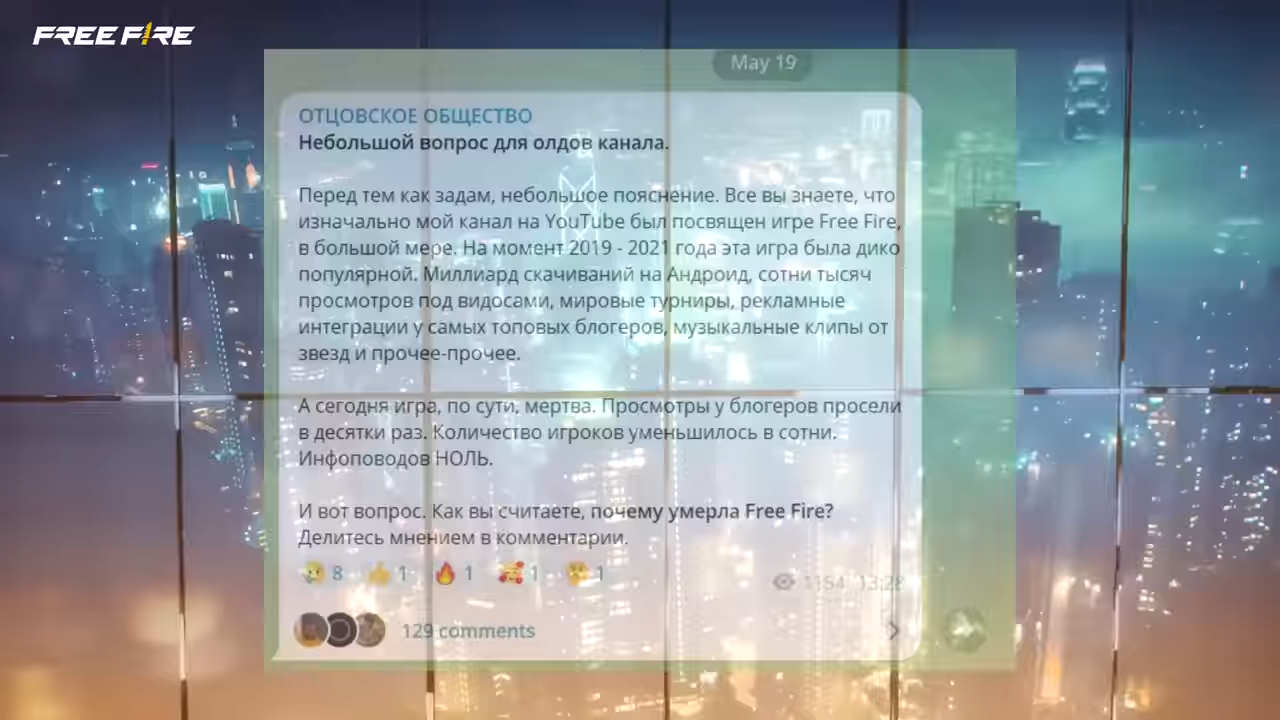 FREE FIRE
May 19
ОТЦОВСКОЕ ОБЩЕСТВО
Небольшой вопрос для олдов канала.
Перед тем как задам, небольшое пояснение. Все вы знаете, что
изначально мой канал на YouTube был посвящен игре Free Fire,
в большой мере. На момент 2019 - 2021 года эта игра была дико
популярной. Миллиард скачиваний на Андроид, сотни тысяч
просмотров под видосами, мировые турниры, рекламные
интеграции у самых топовых блогеров, музыкальные клипы от
звезд и прочее-прочее.
А сегодня игра, по сути, мертва. Просмотры у блогеров просели
в десятки раз. Количество игроков уменьшилось в сотни.
Инфоповодов НОЛЬ.
И вот вопрос. Как вы считаете, почему умерла Free Fire?
Делитесь мнением в комментарии.
8 1 1 1 1
1154 13:28
129 comments